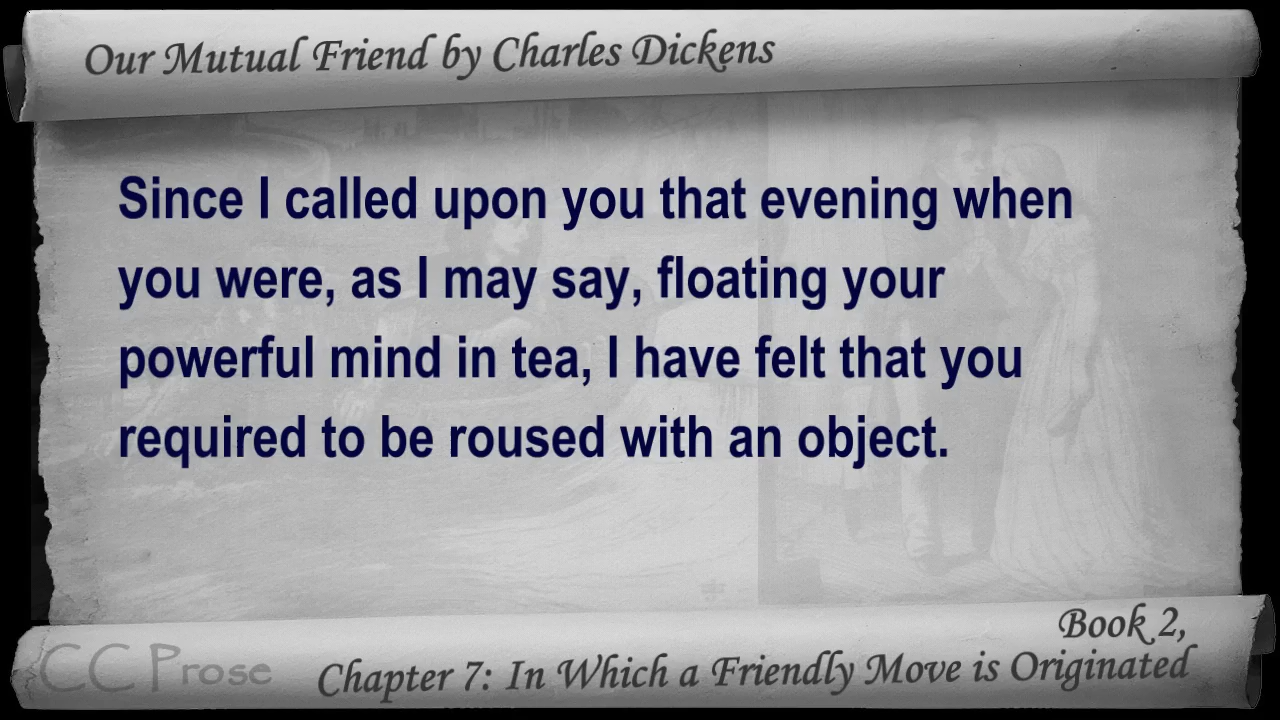 Our Mutual Friend by Charles Dickens
Since I called upon you that evening when
you were, as I may say, floating your
powerful mind in tea, I have felt that you
required to be roused with an object.
Book 2,
CC Prose
Chapter 7: In Which a Friendly Move is Originated